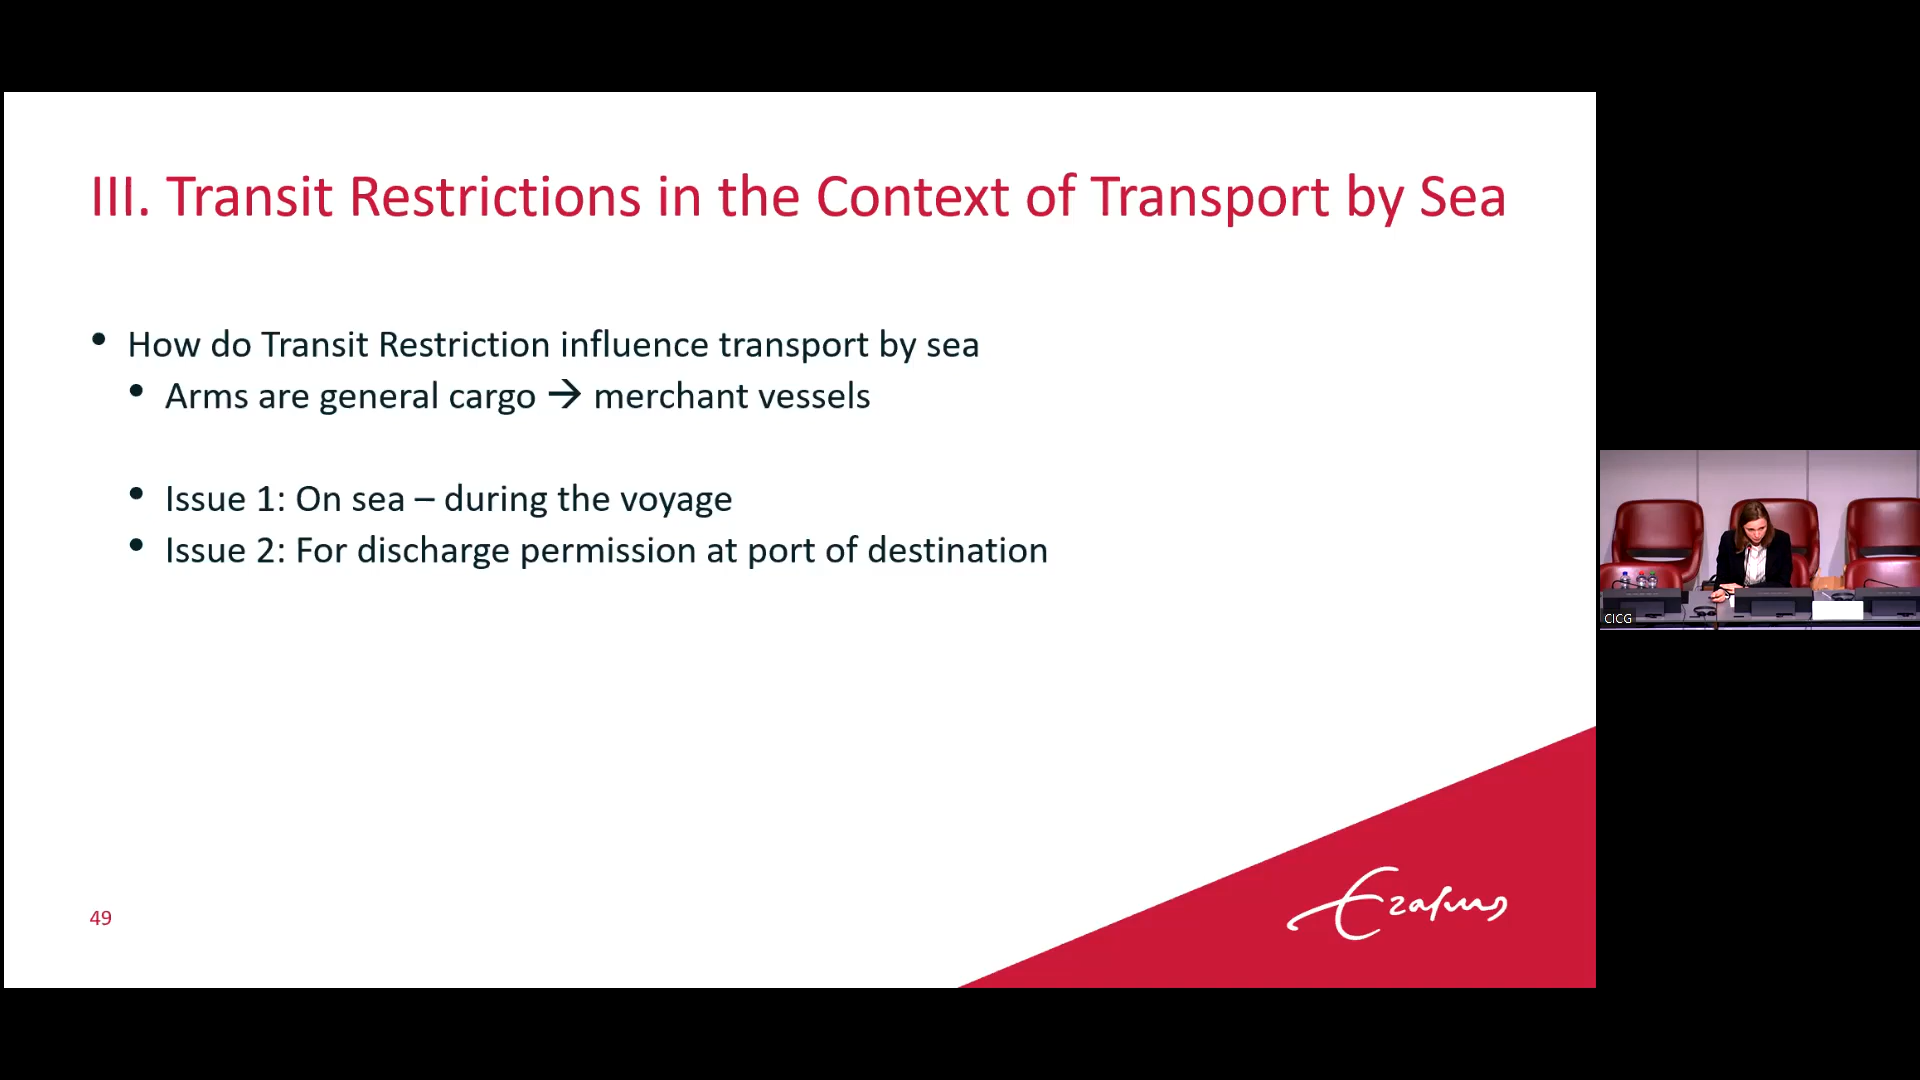 III. Transit Restrictions in the Context of Transport by Sea
• How do Transit Restriction influence transport by sea
• Arms are general cargo → merchant vessels
• Issue 1: On sea – during the voyage
• Issue 2: For discharge permission at port of destination
49
Erasmus
CICG